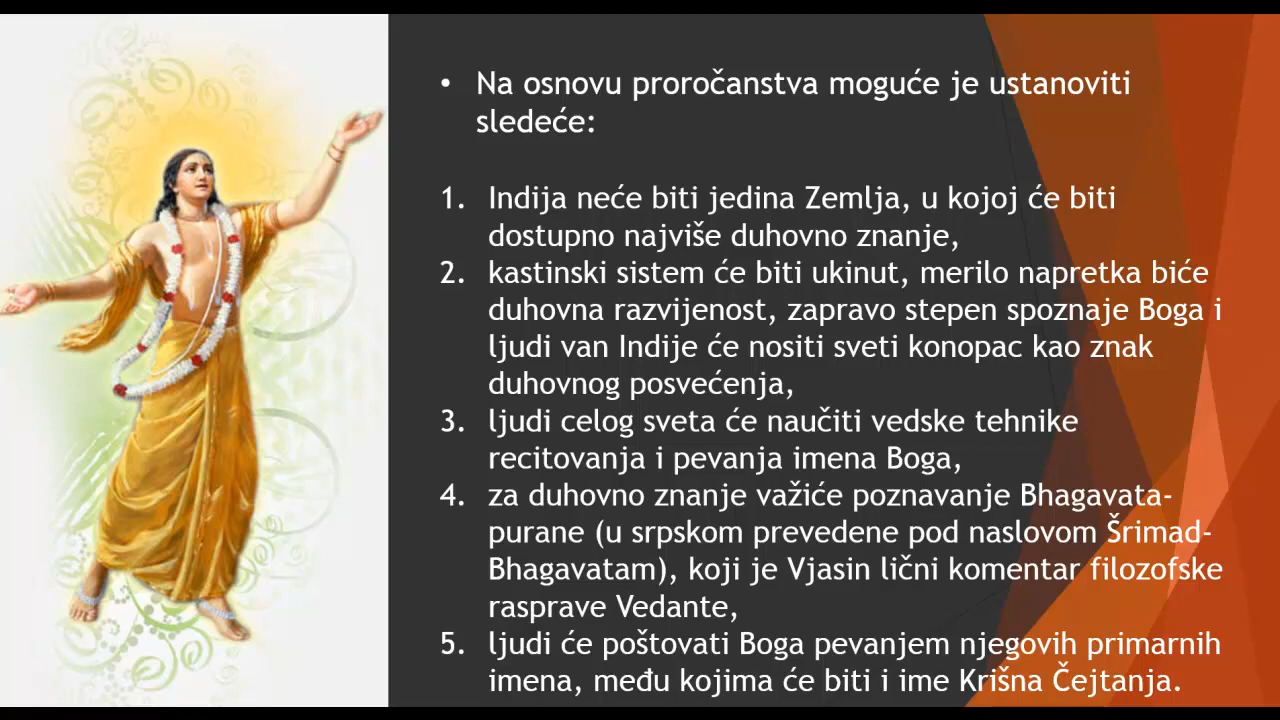 • Na osnovu proročanstva moguće je ustanoviti
sledeće:
1. Indija neće biti jedina Zemlja, u kojoj će biti
dostupno najviše duhovno znanje,
2. kastinski sistem će biti ukinut, merilo napretka biće
duhovna razvijenost, zapravo stepen spoznaje Boga i
ljudi van Indije će nositi sveti konopac kao znak
duhovnog posvećenja,
3. ljudi celog sveta će naučiti vedske tehnike
recitovanja i pevanja imena Boga,
4. za duhovno znanje važiće poznavanje Bhagavata-
purane (u srpskom prevedene pod naslovom Šrimad-
Bhagavatam), koji je Vjasin lični komentar filozofske
rasprave Vedante,
5. ljudi će poštovati Boga pevanjem njegovih primarnih
imena, među kojima će biti i ime Krišna Čejtanja.